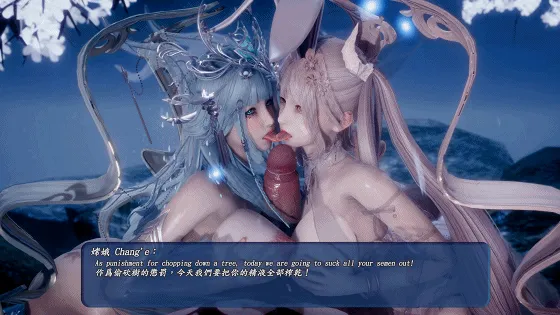 嫦娥 Chang'e：
As punishment for chopping down a tree, today we are going to suck all your semen out!
作為偷砍樹的懲罰，今天我們要把你的精液全部榨乾！